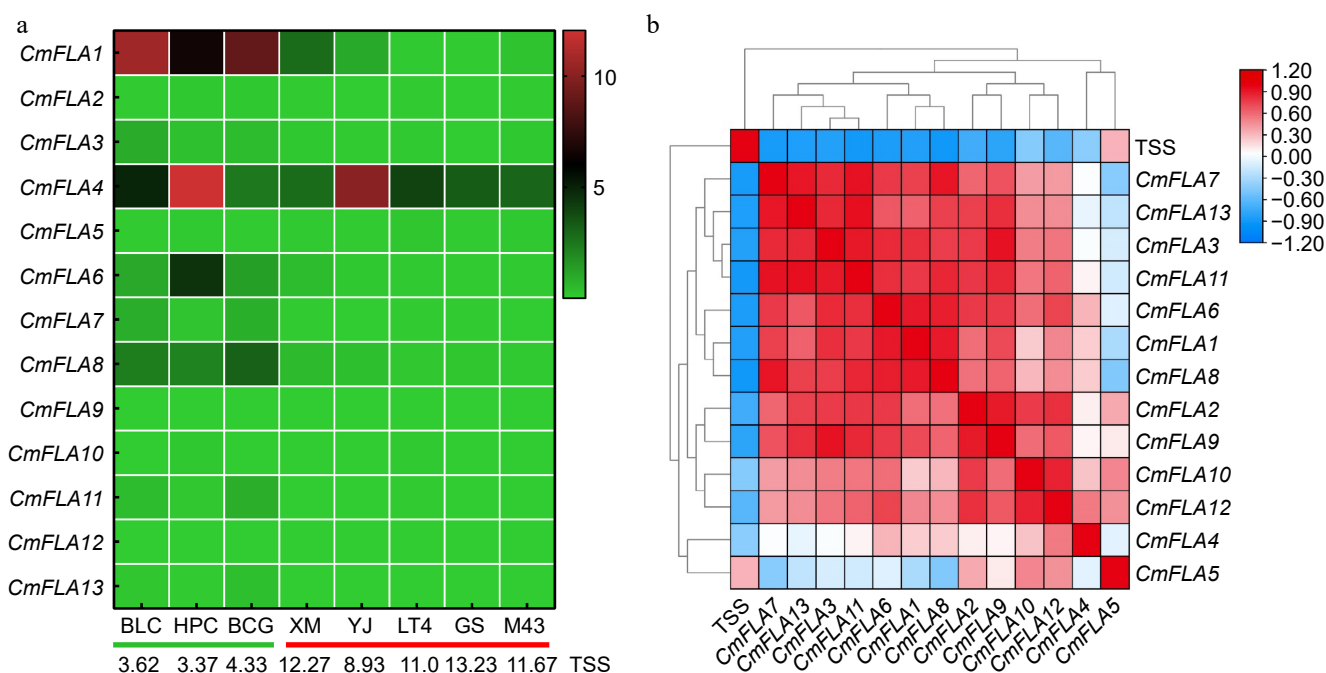 a
CmFLA1
CmFLA2
CmFLA3
CmFLA4
CmFLA5
CmFLA6
CmFLA7
CmFLA8
CmFLA9
CmFLA10
CmFLA11
CmFLA12
CmFLA13
BLC HPC BCG XM YJ LT4 GS M43
3.62 3.37 4.33 12.27 8.93 11.0 13.23 11.67 TSS
10
5
b
TSS
CmFLA7
CmFLA13
CmFLA3
CmFLA11
CmFLA6
CmFLA1
CmFLA8
CmFLA2
CmFLA9
CmFLA10
CmFLA12
CmFLA4
CmFLA5
TSS CmFLA7 CmFLA13 CmFLA3 CmFLA11 CmFLA6 CmFLA1 CmFLA8 CmFLA2 CmFLA9 CmFLA10 CmFLA12 CmFLA4 CmFLA5
1.20
0.90
0.60
0.30
0.00
−0.30
−0.60
−0.90
−1.20